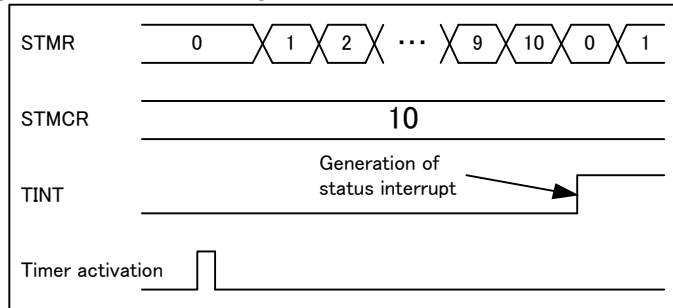 STMR 0 1 2 ... 9 10 0 1
STMCR 10
Generation of
status interrupt
TINT
Timer activation